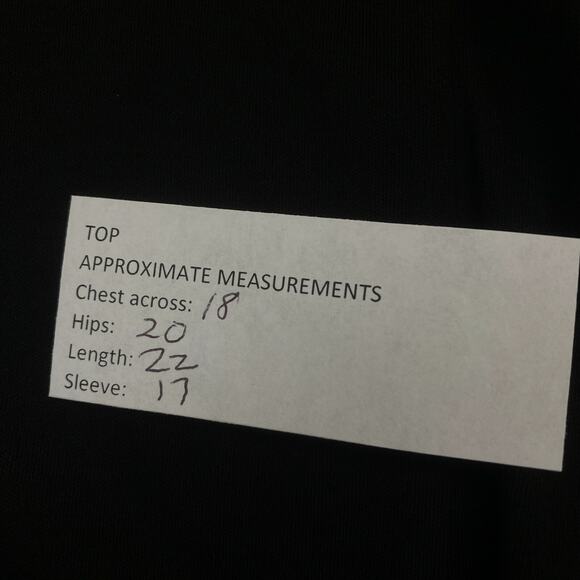 TOP
APPROXIMATE MEASUREMENTS
Chest across: 18
Hips: 20
Length: 22
Sleeve: 17